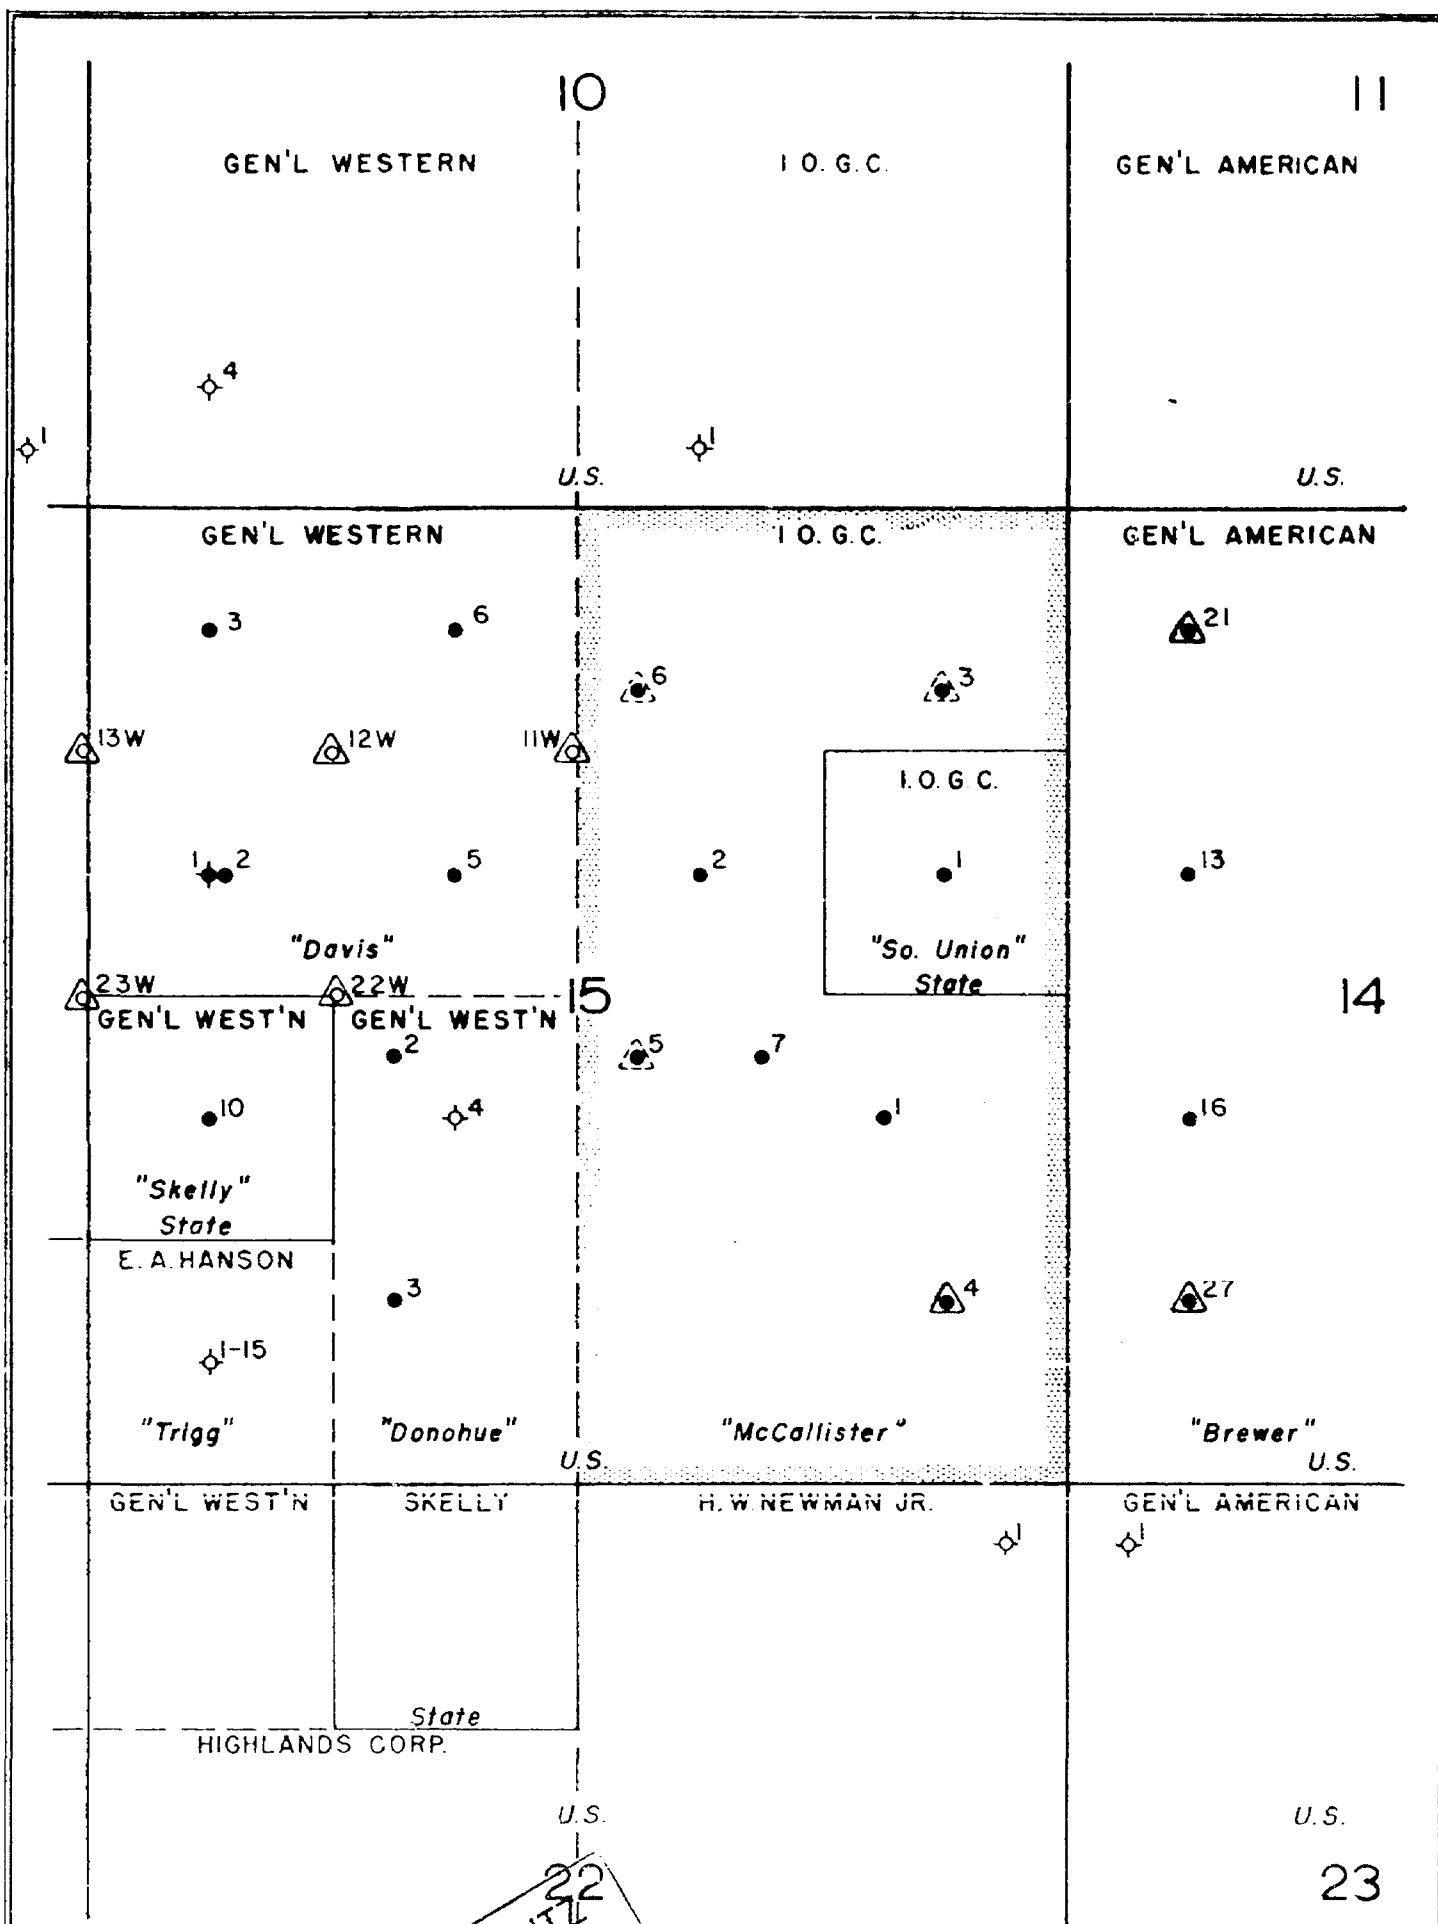 10
11
GEN'L WESTERN
I O. G. C.
GEN'L AMERICAN
4
1
1
U.S.
U.S.
GEN'L WESTERN
I O. G. C.
GEN'L AMERICAN
3
6
21
6
3
13W
12W
11W
I. O. G C.
1
2
5
2
1
13
"Davis"
"So. Union"
State
23W
22W
15
14
GEN'L WEST'N
GEN'L WEST'N
2
5
7
10
4
1
16
"Skelly"
State
E. A. HANSON
3
4
27
1-15
"Trigg"
"Donohue"
"McCallister"
"Brewer"
U.S.
U.S.
GEN'L WEST'N
SKELLY
H. W. NEWMAN JR.
GEN'L AMERICAN
1
1
State
HIGHLANDS CORP.
U.S.
U.S.
22
23